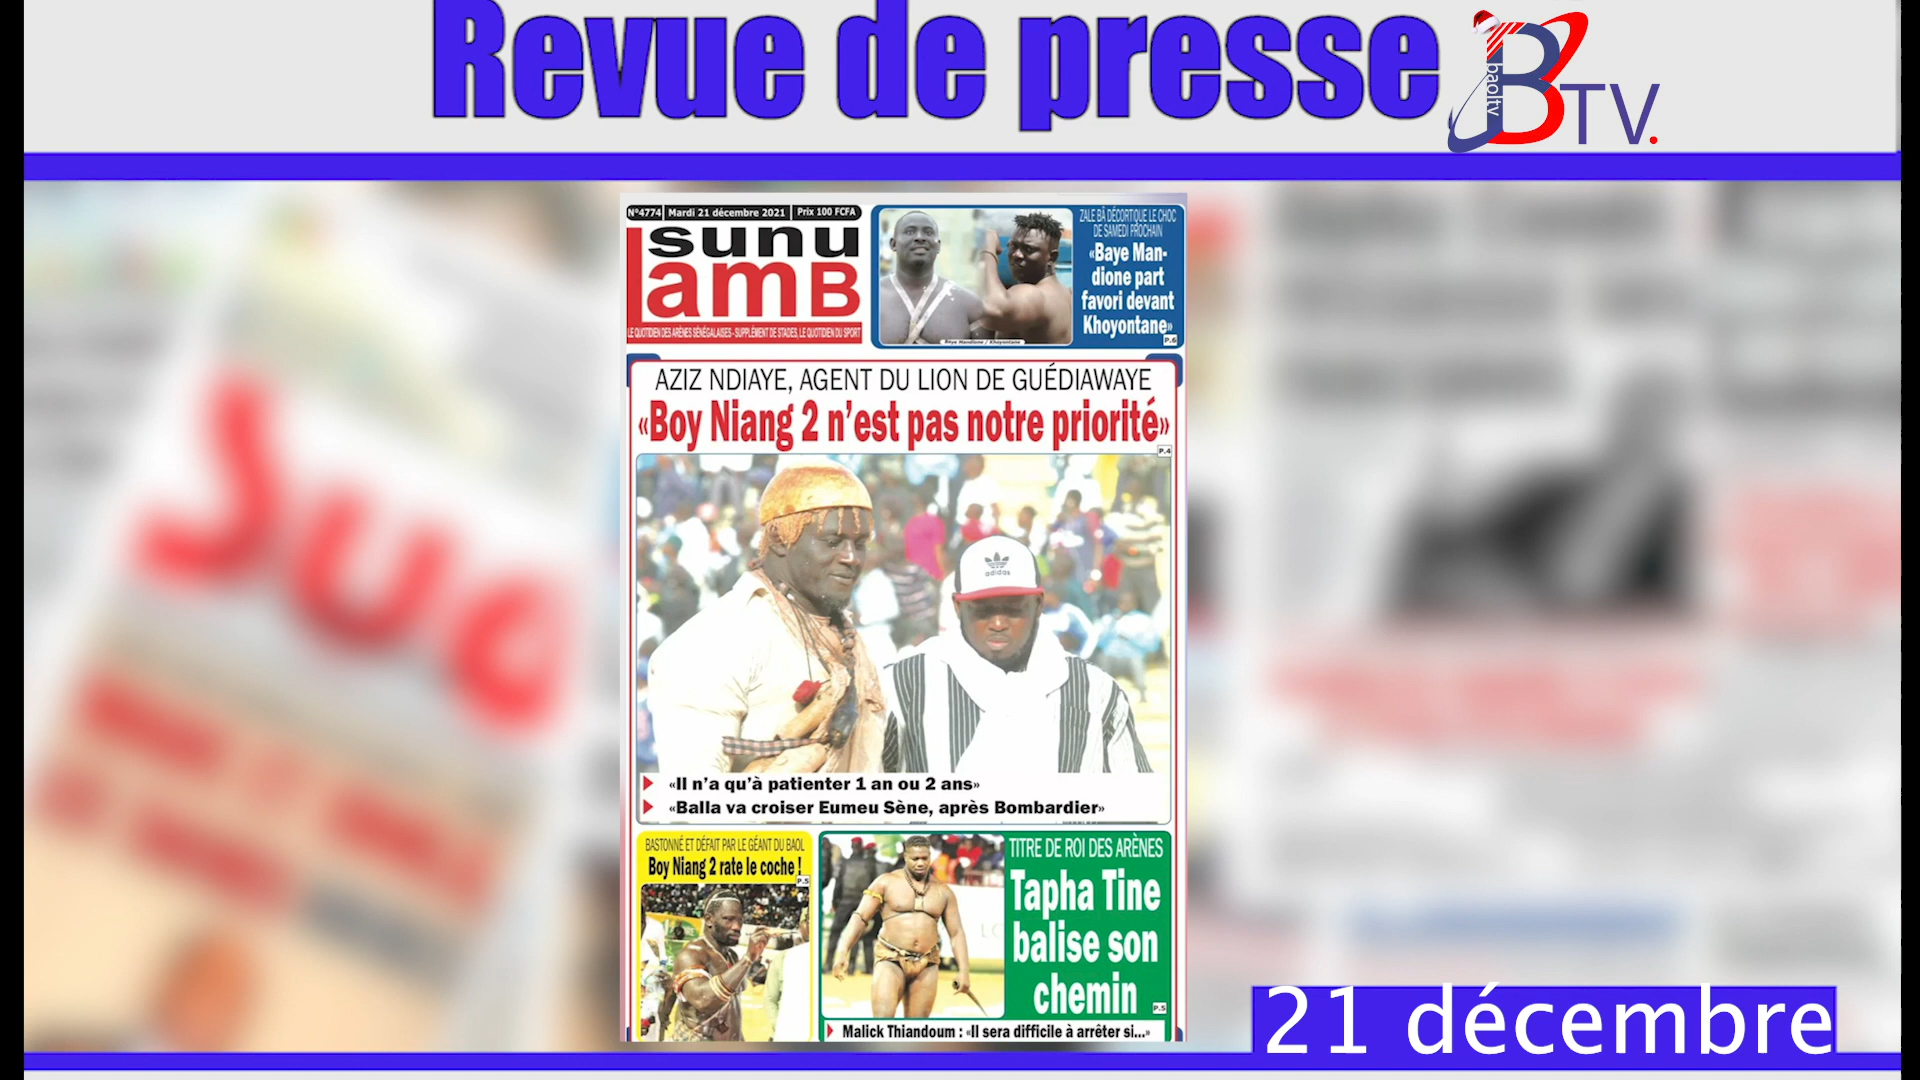 Revue de presse
baoltv
BTV.
N°4774 Mardi 21 décembre 2021 Prix 100 FCFA
sunu
Lamb
LE QUOTIDIEN DES ARÈNES SÉNÉGALAISES - SUPPLÉMENT DE STADES, LE QUOTIDIEN DU SPORT
Baye Mandione / Khoyontane
ZALE BÂ DÉCORTIQUE LE CHOC
DE SAMEDI PROCHAIN
«Baye Man-
dione part
favori devant
Khoyontane»
P.6
AZIZ NDIAYE, AGENT DU LION DE GUÉDIAWAYE
«Boy Niang 2 n'est pas notre priorité»
P.4
adidas
«Il n'a qu'à patienter 1 an ou 2 ans»
«Balla va croiser Eumeu Sène, après Bombardier»
BASTONNÉ ET DÉFAIT PAR LE GÉANT DU BAOL
Boy Niang 2 rate le coche !
P.5
TITRE DE ROI DES ARÈNES
Tapha Tine
balise son
chemin
P.5
Malick Thiandoum : «Il sera difficile à arrêter si...»
Suc
21 décembre